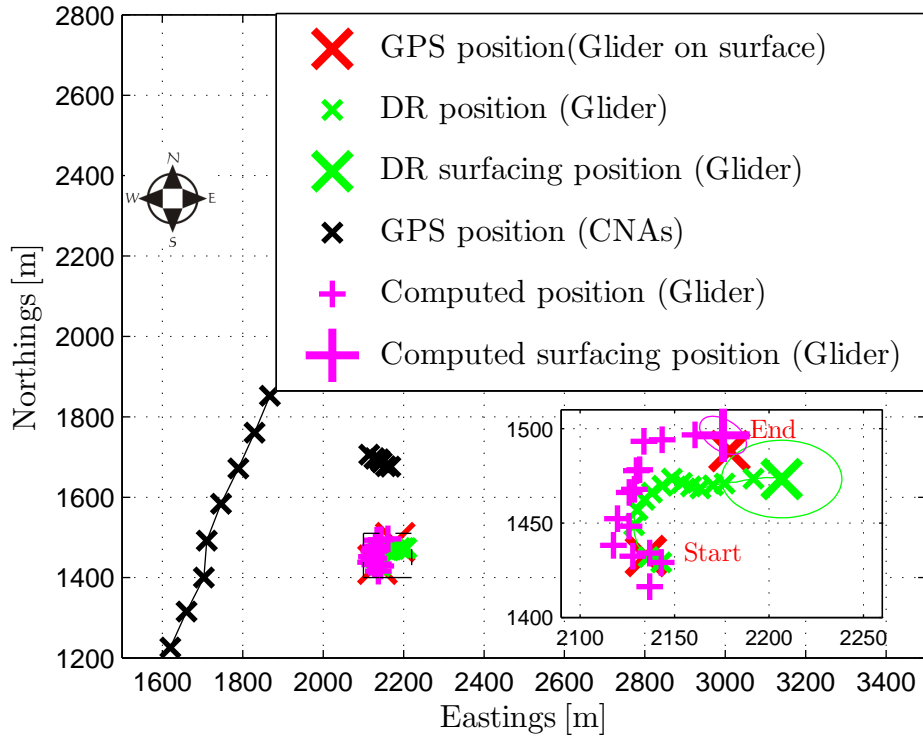 2800
2600
2400
2200
2000
1800
1600
1400
1200
Northings [m]
N
W E
S
GPS position(Glider on surface)
DR position (Glider)
DR surfacing position (Glider)
GPS position (CNAs)
Computed position (Glider)
Computed surfacing position (Glider)
1500
1450
1400
End
Start
2100 2150 2200 2250
1600 1800 2000 2200 2400 2600 2800 3000 3200 3400
Eastings [m]